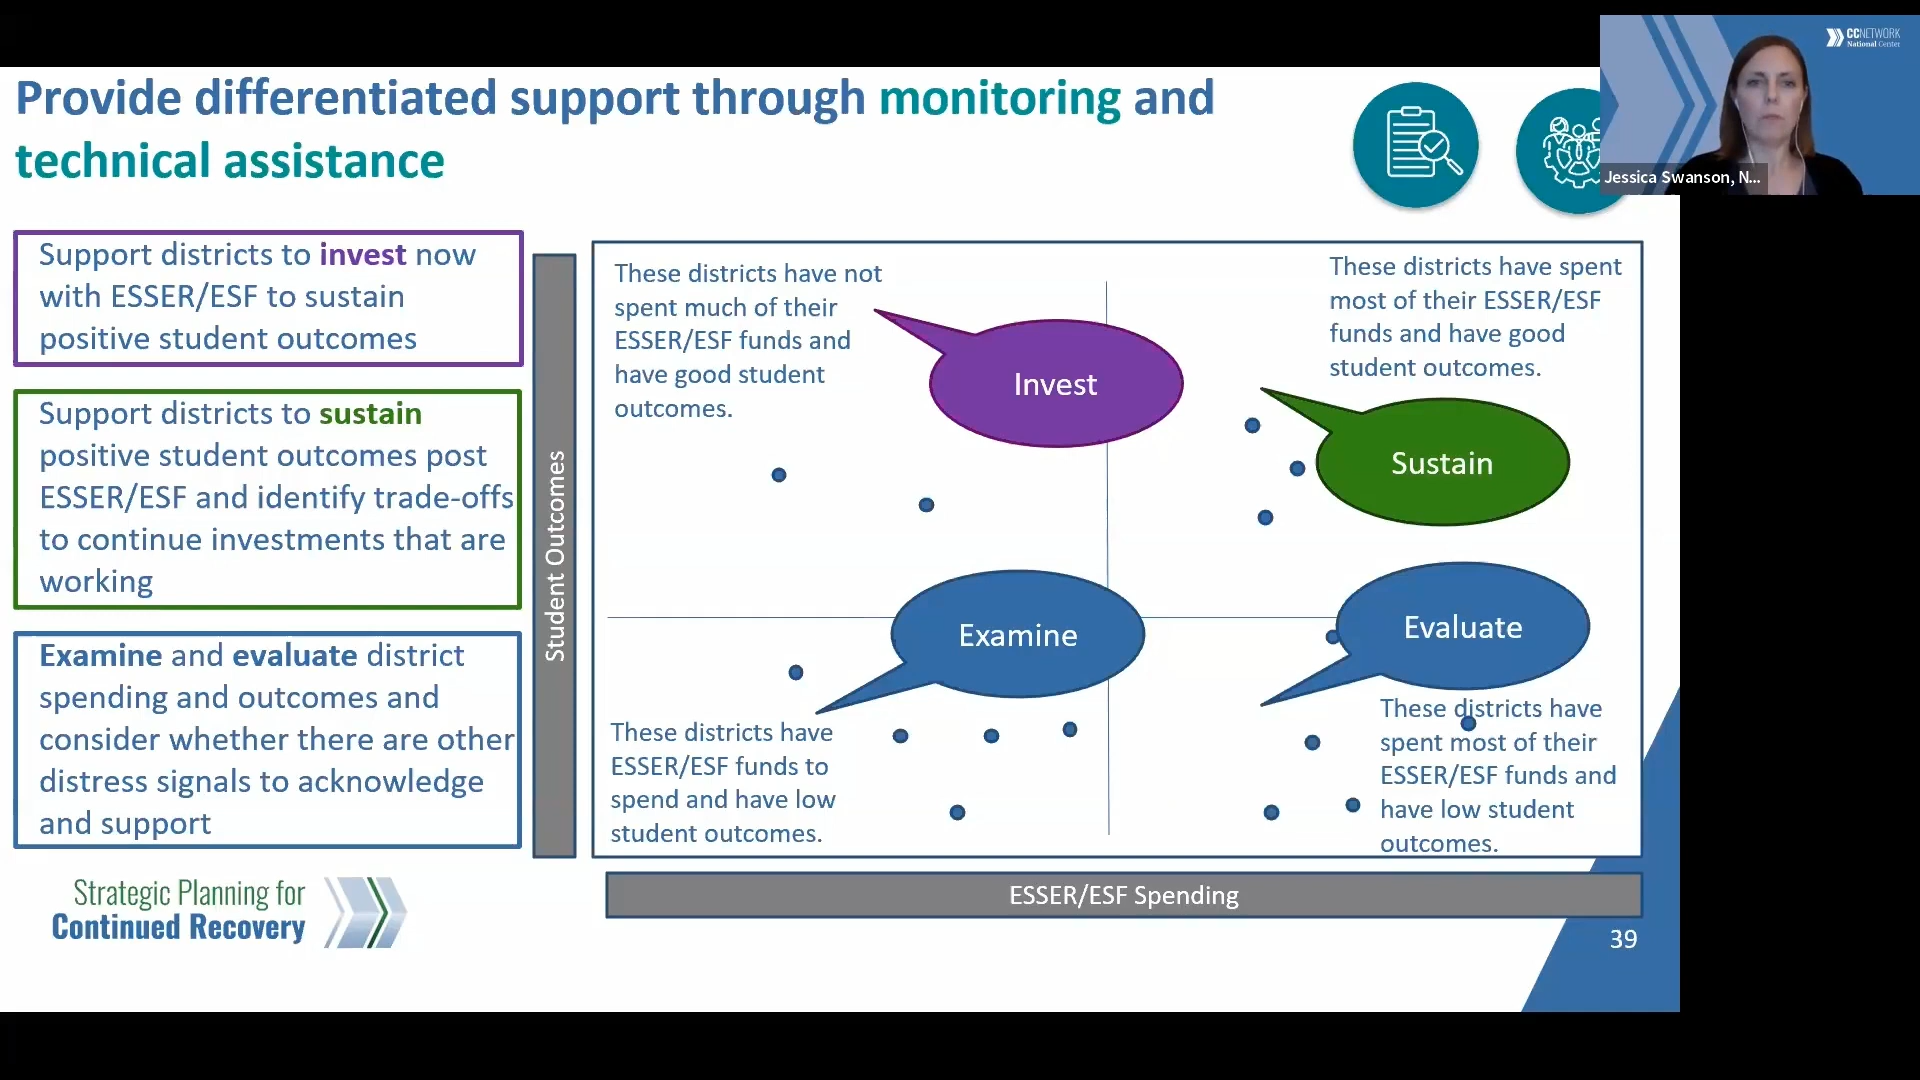 Provide differentiated support through monitoring and
technical assistance
CCNETWORK
National Center
Jessica Swanson, N...
Support districts to invest now
with ESSER/ESF to sustain
positive student outcomes
Support districts to sustain
positive student outcomes post
ESSER/ESF and identify trade-offs
to continue investments that are
working
Examine and evaluate district
spending and outcomes and
consider whether there are other
distress signals to acknowledge
and support
Student Outcomes
These districts have not
spent much of their
ESSER/ESF funds and
have good student
outcomes.
Invest
These districts have spent
most of their ESSER/ESF
funds and have good
student outcomes.
Sustain
Examine
These districts have
ESSER/ESF funds to
spend and have low
student outcomes.
Evaluate
These districts have
spent most of their
ESSER/ESF funds and
have low student
outcomes.
ESSER/ESF Spending
Strategic Planning for
Continued Recovery
39